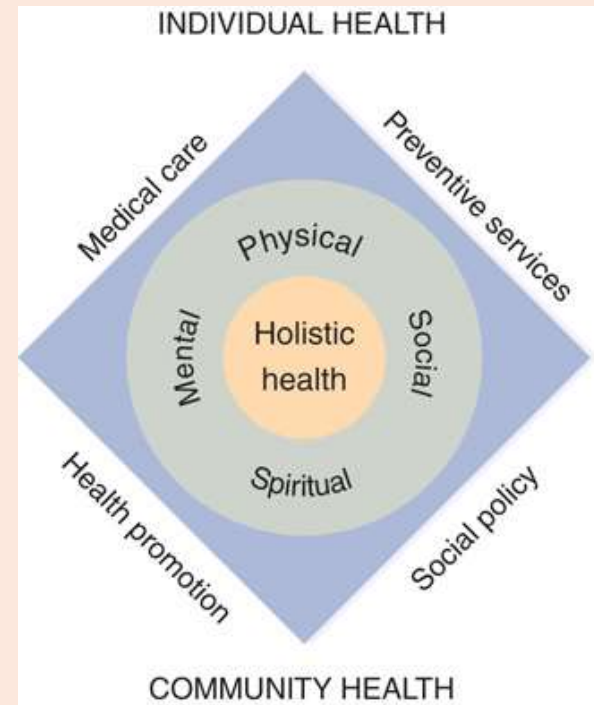 INDIVIDUAL HEALTH
Medical care
Preventive services
Physical
Mental
Holistic
health
Social
Spiritual
Health promotion
Social policy
COMMUNITY HEALTH